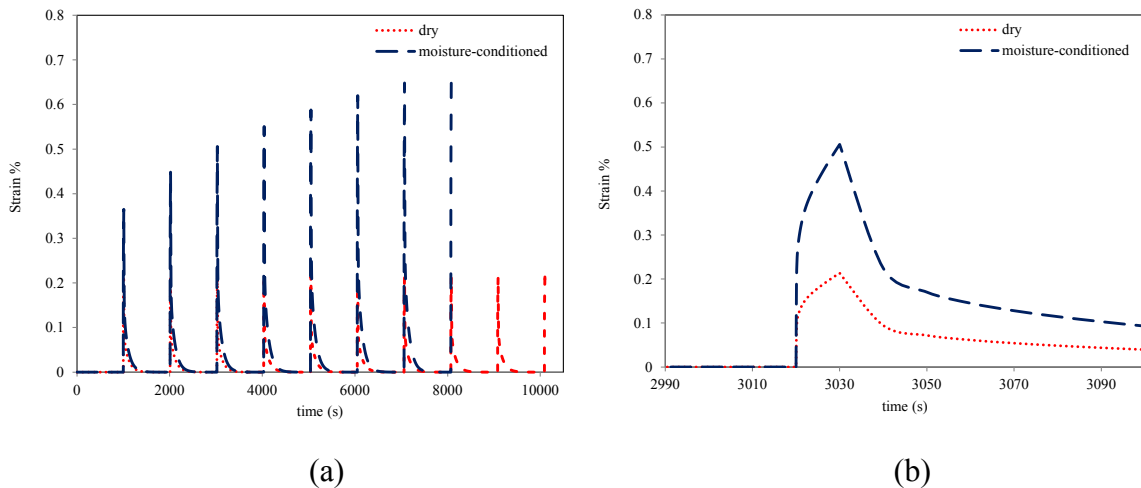 0.8
0.7
0.6
0.5
0.4
0.3
0.2
0.1
0
Strain %
0 2000 4000 6000 8000 10000
time (s)
dry
moisture-conditioned
(a)
0.8
0.7
0.6
0.5
0.4
0.3
0.2
0.1
0
Strain %
2990 3010 3030 3050 3070 3090
time (s)
dry
moisture-conditioned
(b)